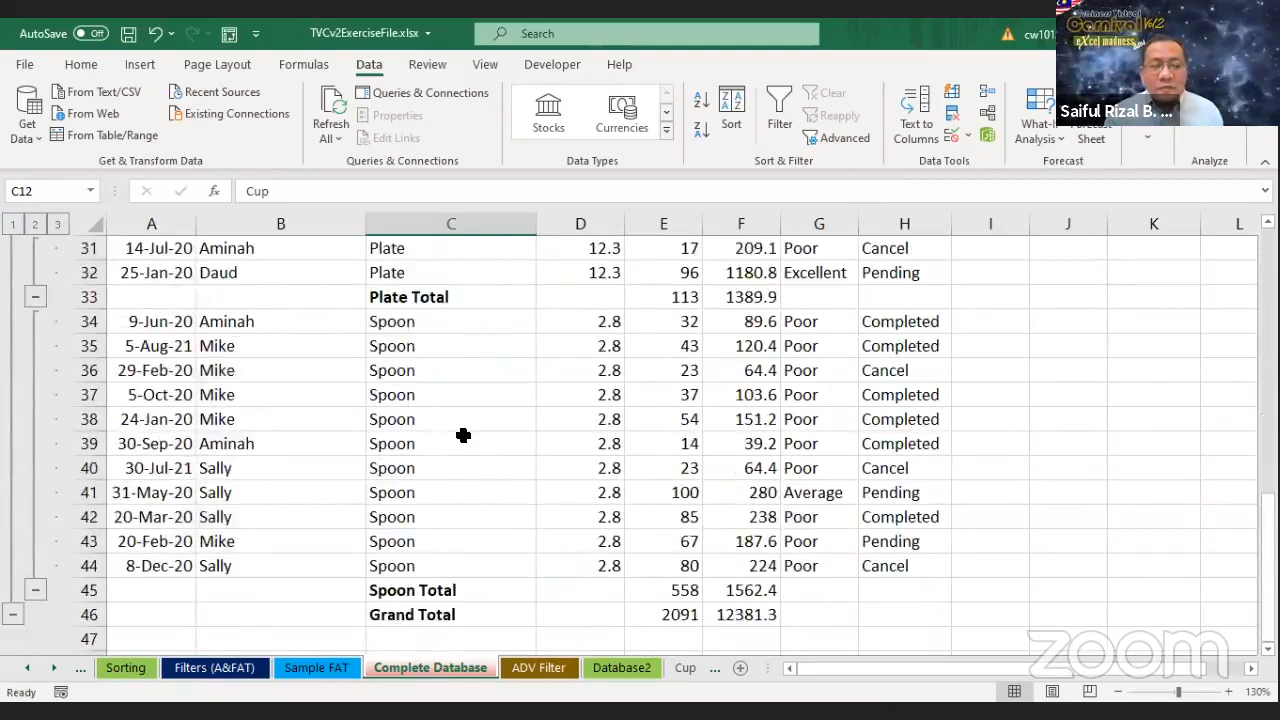 AutoSave Off TVCv2ExerciseFile.xlsx Search cw101
Trainers Virtual
Carnival Vol2
eXcel madness
Saiful Rizal B. ...
File Home Insert Page Layout Formulas Data Review View Developer Help
Get Data
From Text/CSV
From Web
From Table/Range
Recent Sources
Existing Connections
Get & Transform Data
Refresh All
Queries & Connections
Properties
Edit Links
Queries & Connections
Stocks Currencies
Data Types
Sort
Filter
Clear
Reapply
Advanced
Sort & Filter
Text to Columns
Data Tools
What-If Analysis
Forecast Sheet
Forecast
Analyze
C12 fx Cup
1 2 3 A B C D E F G H I J K L
31 14-Jul-20 Aminah Plate 12.3 17 209.1 Poor Cancel
32 25-Jan-20 Daud Plate 12.3 96 1180.8 Excellent Pending
33 Plate Total 113 1389.9
34 9-Jun-20 Aminah Spoon 2.8 32 89.6 Poor Completed
35 5-Aug-21 Mike Spoon 2.8 43 120.4 Poor Completed
36 29-Feb-20 Mike Spoon 2.8 23 64.4 Poor Cancel
37 5-Oct-20 Mike Spoon 2.8 37 103.6 Poor Completed
38 24-Jan-20 Mike Spoon 2.8 54 151.2 Poor Completed
39 30-Sep-20 Aminah Spoon 2.8 14 39.2 Poor Completed
40 30-Jul-21 Sally Spoon 2.8 23 64.4 Poor Cancel
41 31-May-20 Sally Spoon 2.8 100 280 Average Pending
42 20-Mar-20 Sally Spoon 2.8 85 238 Poor Completed
43 20-Feb-20 Mike Spoon 2.8 67 187.6 Poor Pending
44 8-Dec-20 Sally Spoon 2.8 80 224 Poor Cancel
45 Spoon Total 558 1562.4
46 Grand Total 2091 12381.3
47
zoom
... Sorting Filters (A&FAT) Sample FAT Complete Database ADV Filter Database2 Cup ...
Ready 130%